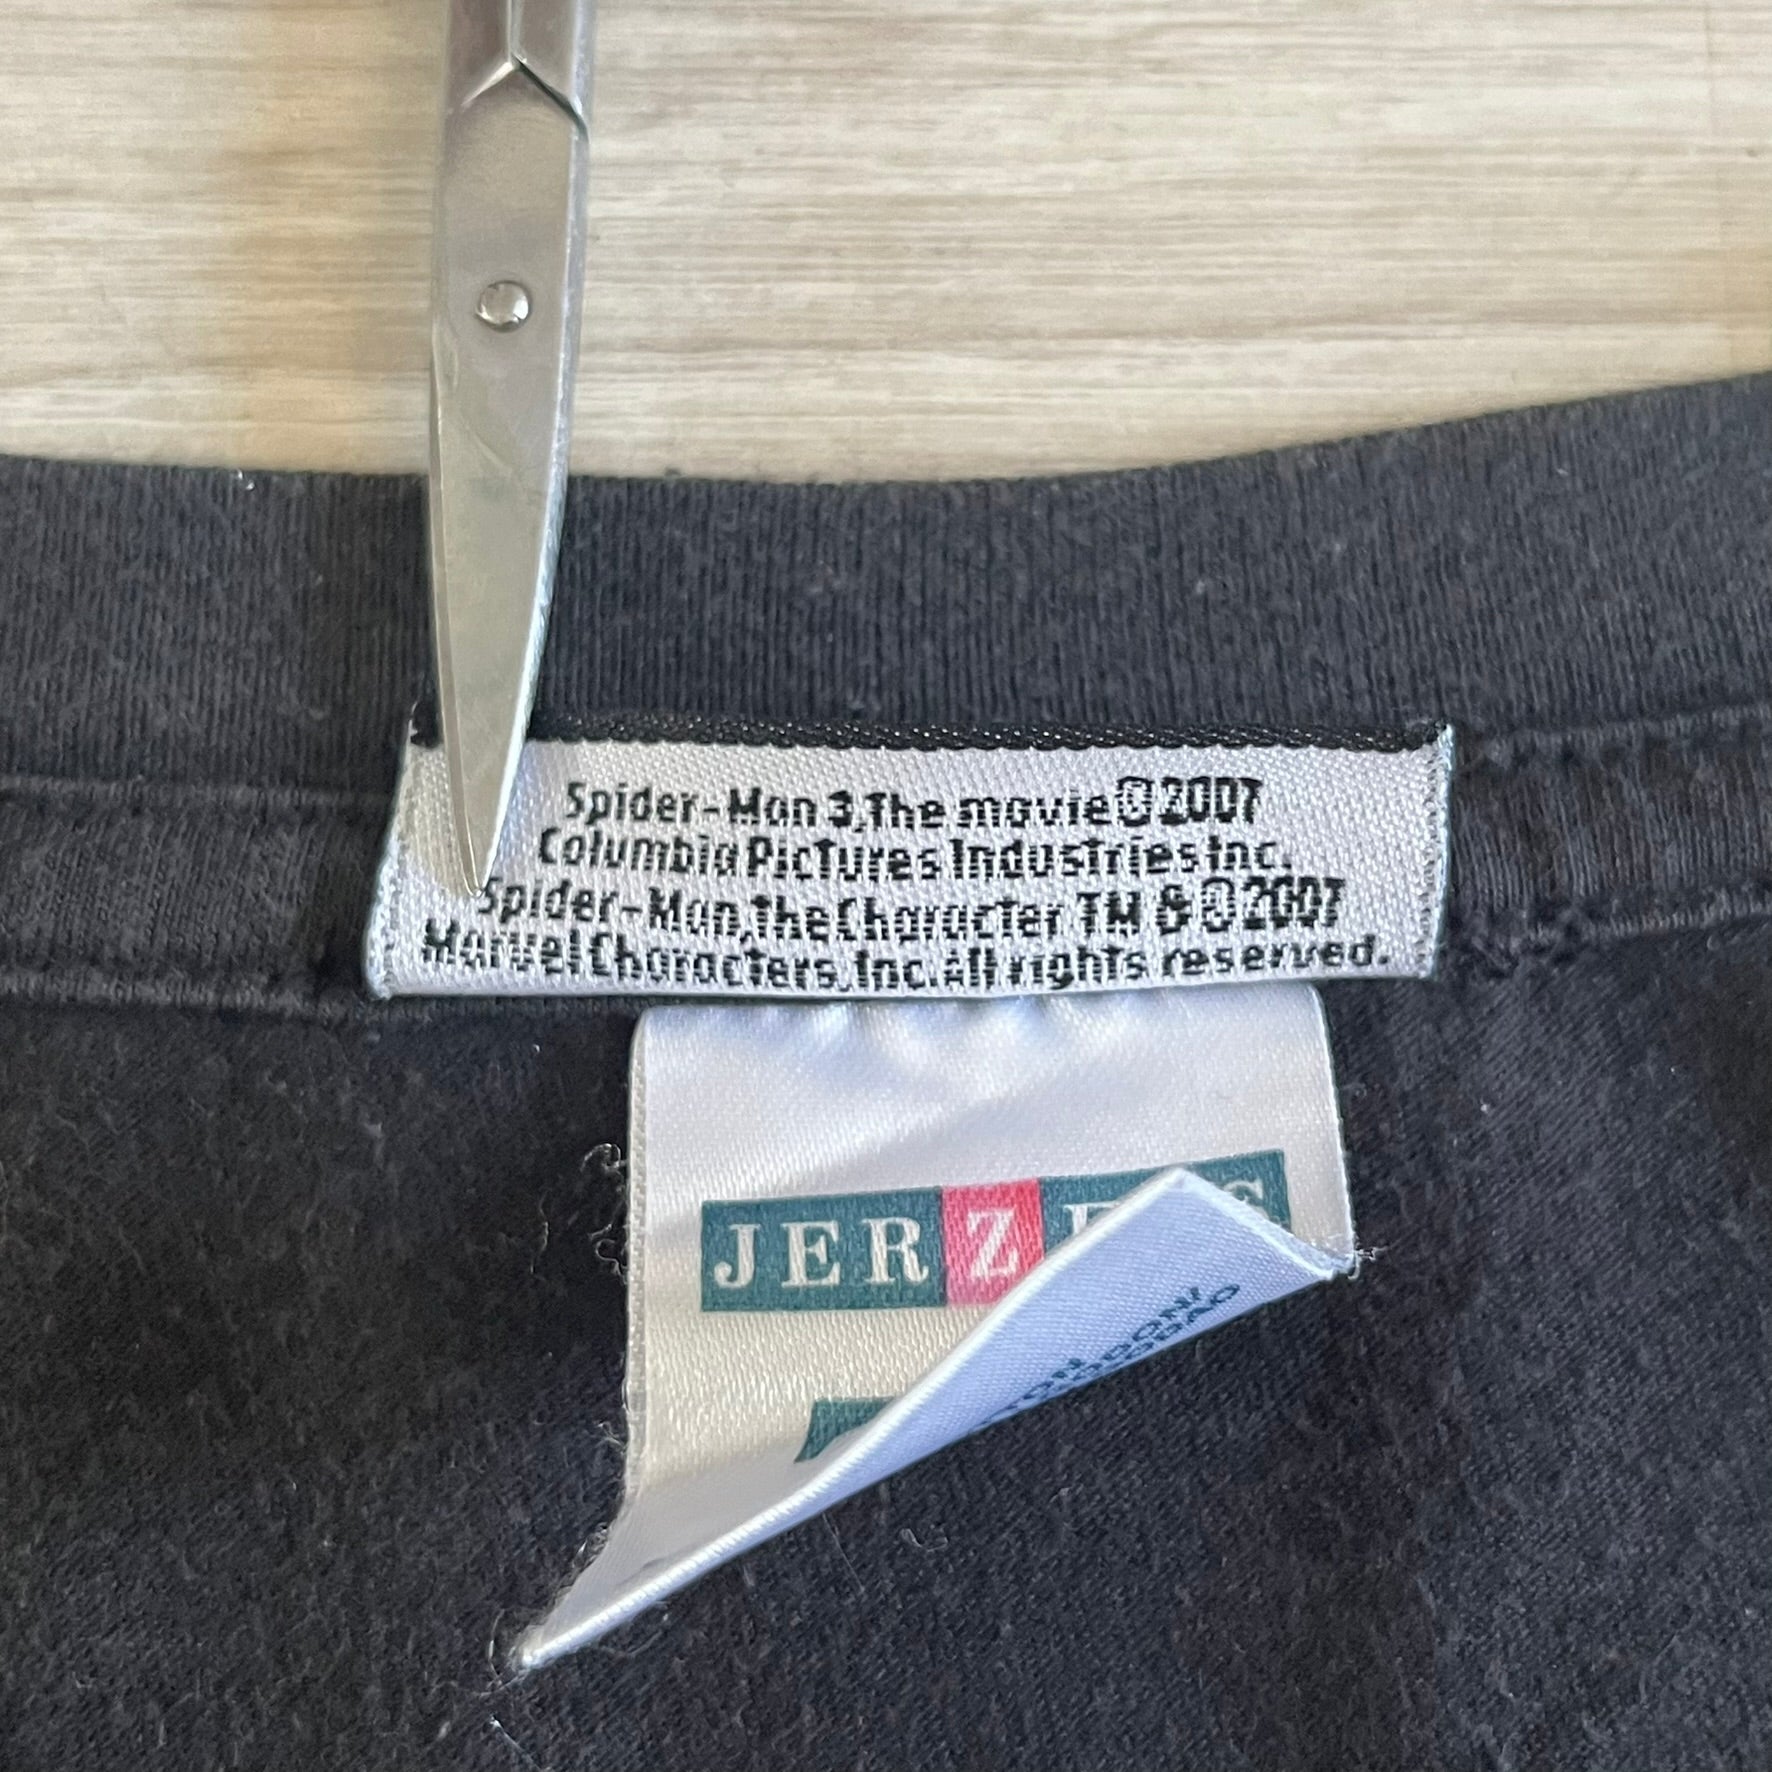 Spider-Man 3, The movie © 2007
Columbia Pictures Industries Inc.
Spider-Man, the Character TM & © 2007
Marvel Characters, Inc. All rights reserved.
JERZEES